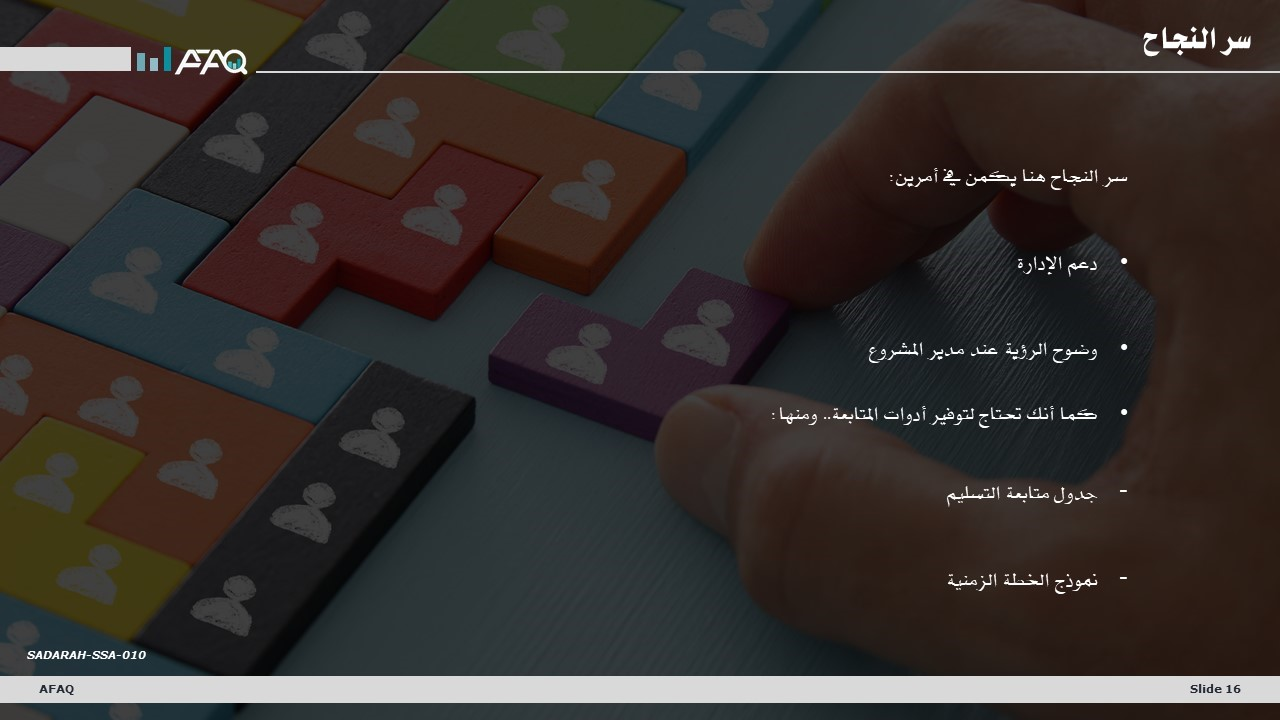 سر النجاح
AFAQ
سر النجاح هنا يكمن في أمرين:
• دعم الإدارة
• وضوح الرؤية عند مدير المشروع
• كما أنك تحتاج لتوفير أدوات المتابعة.. ومنها:
- جدول متابعة التسليم
- نموذج الخطة الزمنية
SADARAH-SSA-010
AFAQ
Slide 16